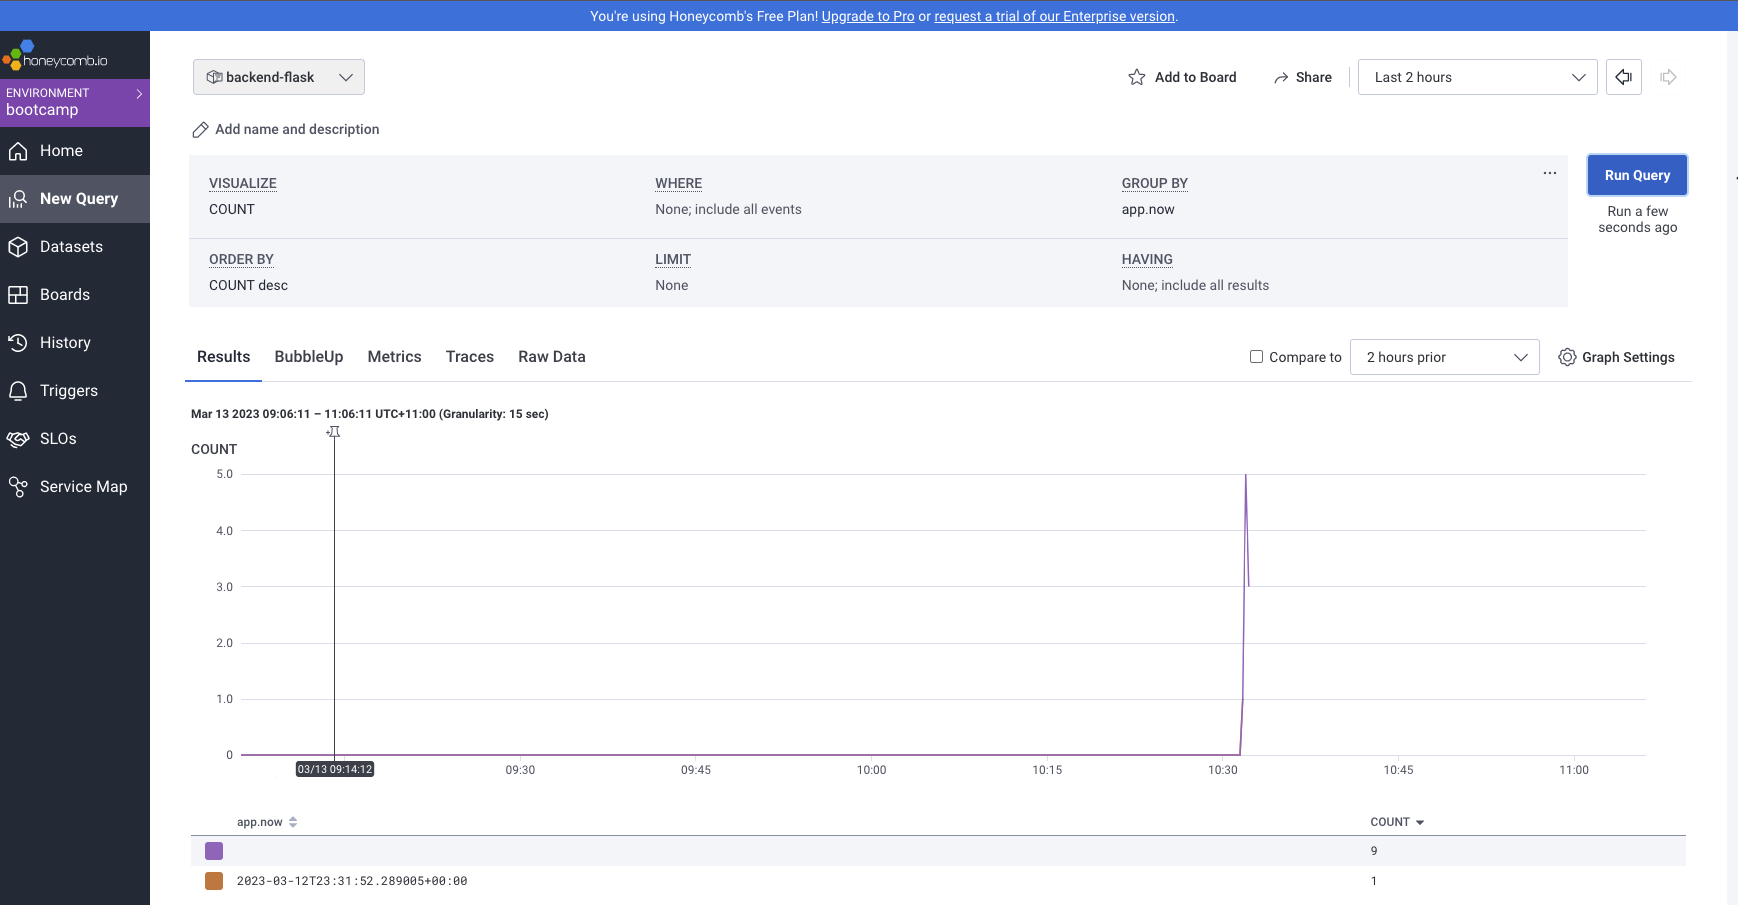 You're using Honeycomb's Free Plan! Upgrade to Pro or request a trial of our Enterprise version.
honeycomb.io
ENVIRONMENT
bootcamp
Home
New Query
Datasets
Boards
History
Triggers
SLOs
Service Map
backend-flask
Add to Board
Share
Last 2 hours
Add name and description
VISUALIZE
COUNT
WHERE
None; include all events
GROUP BY
app.now
...
Run Query
Run a few
seconds ago
ORDER BY
COUNT desc
LIMIT
None
HAVING
None; include all results
Results BubbleUp Metrics Traces Raw Data
Compare to
2 hours prior
Graph Settings
Mar 13 2023 09:06:11 – 11:06:11 UTC+11:00 (Granularity: 15 sec)
COUNT
5.0
4.0
3.0
2.0
1.0
0
03/13 09:14:12 09:30 09:45 10:00 10:15 10:30 10:45 11:00
app.now COUNT
9
2023-03-12T23:31:52.289005+00:00 1